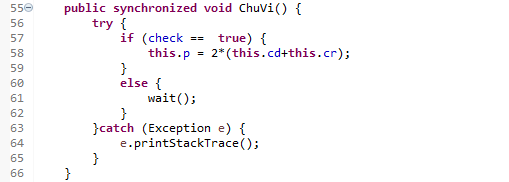 55 public synchronized void ChuVi() {
56 try {
57 if (check ==  true) {
58 this.p = 2*(this.cd+this.cr);
59 }
60 else {
61 wait();
62 }
63 }catch (Exception e) {
64 e.printStackTrace();
65 }
66 }